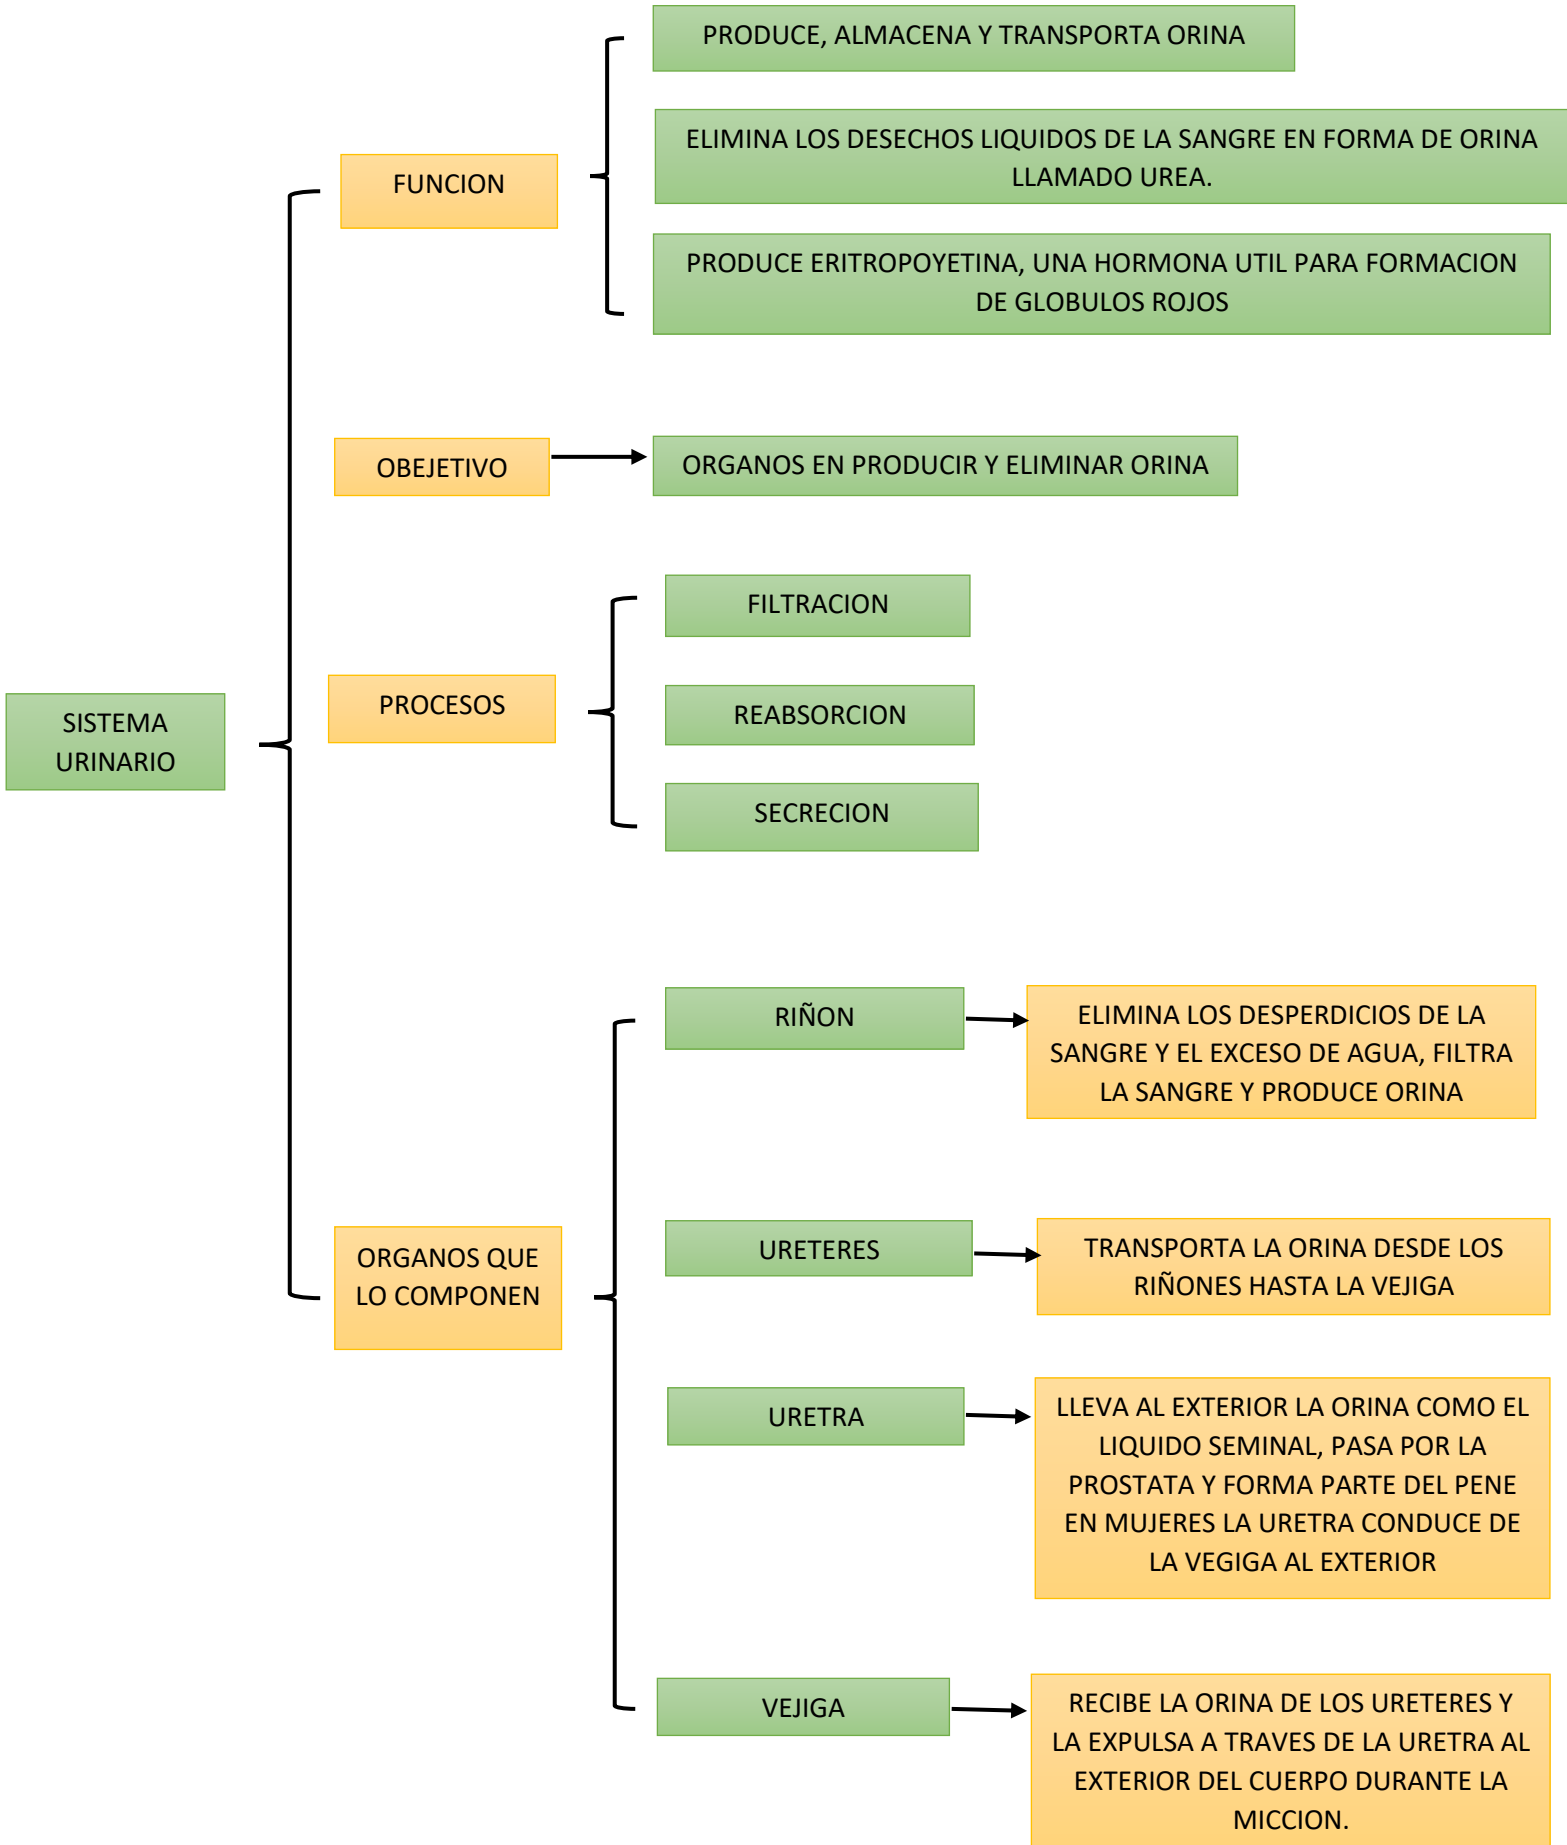 PRODUCE, ALMACENA Y TRANSPORTA ORINA
ELIMINA LOS DESECHOS LIQUIDOS DE LA SANGRE EN FORMA DE ORINA
LLAMADO UREA.
FUNCION
PRODUCE ERITROPOYETINA, UNA HORMONA UTIL PARA FORMACION
DE GLOBULOS ROJOS
OBEJETIVO
ORGANOS EN PRODUCIR Y ELIMINAR ORINA
FILTRACION
PROCESOS
REABSORCION
SISTEMA
URINARIO
SECRECION
RIÑON
ELIMINA LOS DESPERDICIOS DE LA
SANGRE Y EL EXCESO DE AGUA, FILTRA
LA SANGRE Y PRODUCE ORINA
ORGANOS QUE
LO COMPONEN
URETERES
TRANSPORTA LA ORINA DESDE LOS
RIÑONES HASTA LA VEJIGA
URETRA
LLEVA AL EXTERIOR LA ORINA COMO EL
LIQUIDO SEMINAL, PASA POR LA
PROSTATA Y FORMA PARTE DEL PENE
EN MUJERES LA URETRA CONDUCE DE
LA VEGIGA AL EXTERIOR
VEJIGA
RECIBE LA ORINA DE LOS URETERES Y
LA EXPULSA A TRAVES DE LA URETRA AL
EXTERIOR DEL CUERPO DURANTE LA
MICCION.